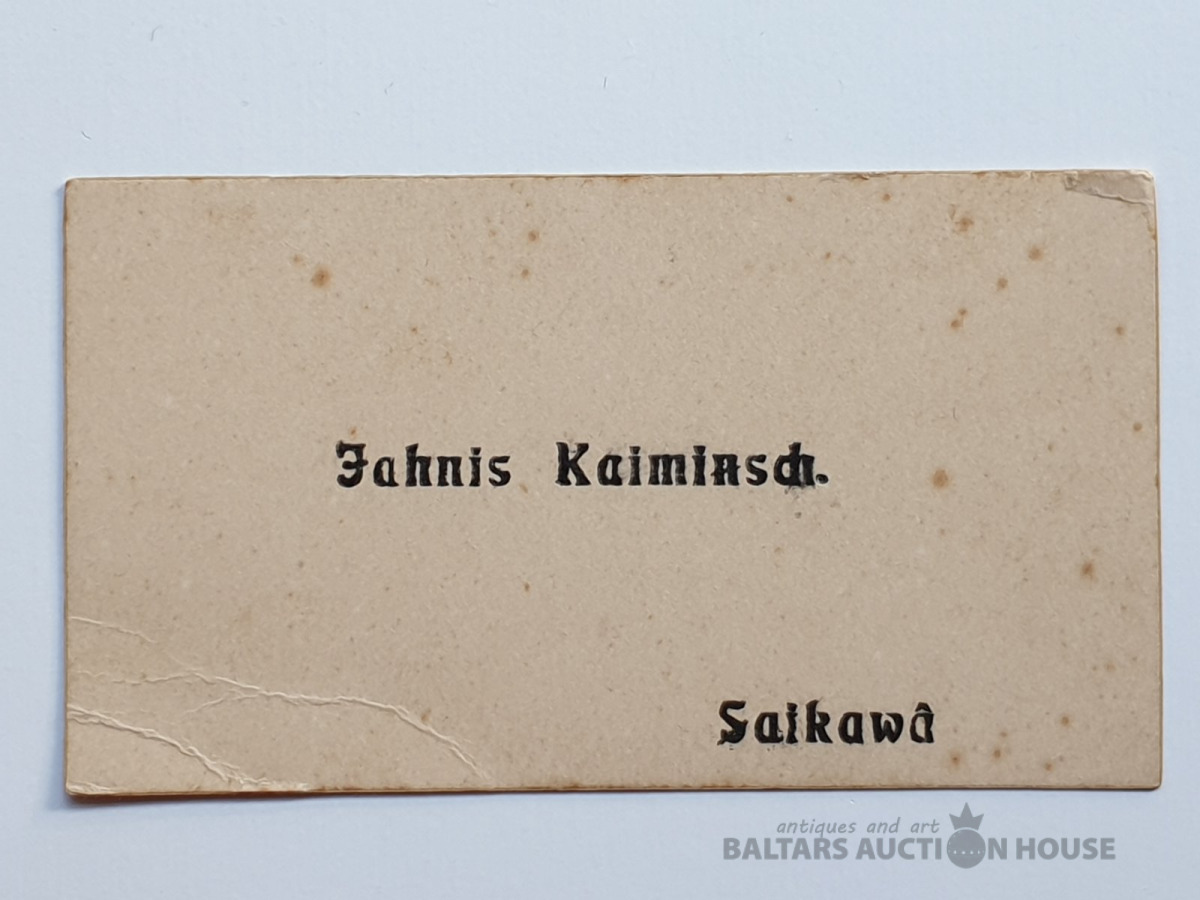 Jahnis Kaiminsch.
Saikawâ
antiques and art
BALTARS AUCTION HOUSE